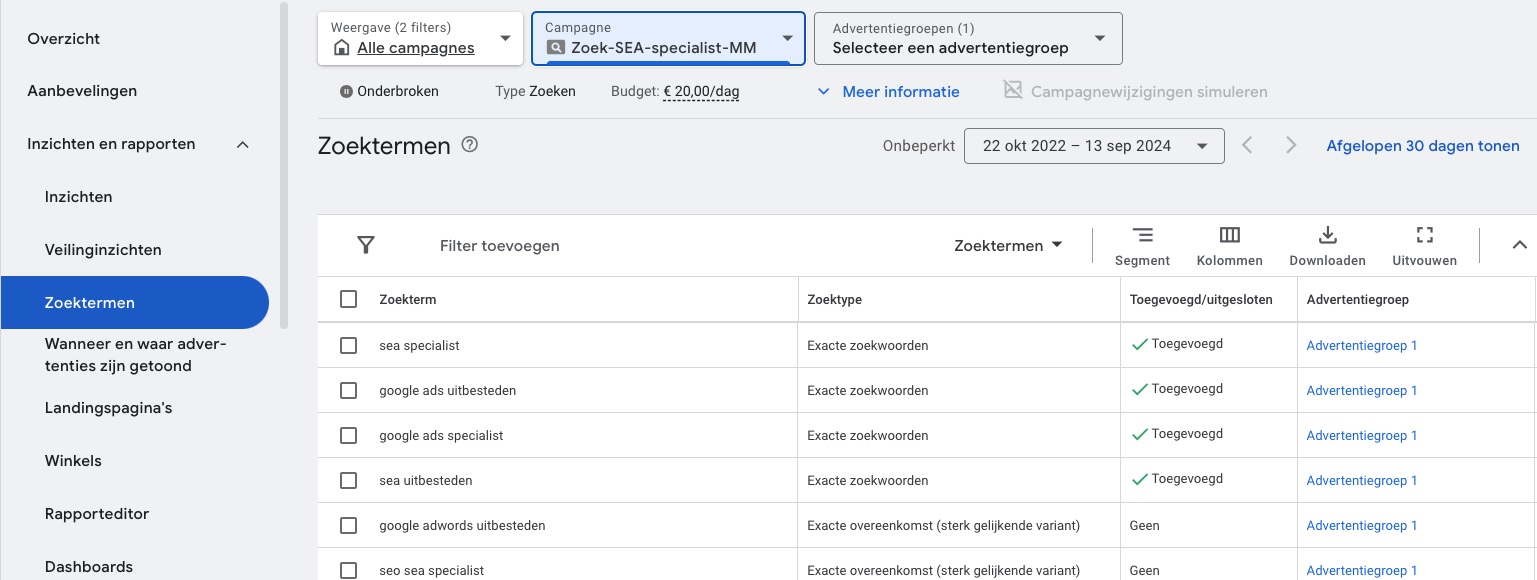 Overzicht
Aanbevelingen
Inzichten en rapporten
Inzichten
Veilinginzichten
Zoektermen
Wanneer en waar adver-
tenties zijn getoond
Landingspagina's
Winkels
Rapporteditor
Dashboards
Weergave (2 filters)
Alle campagnes
Campagne
Zoek-SEA-specialist-MM
Advertentiegroepen (1)
Selecteer een advertentiegroep
Onderbroken Type Zoeken Budget: € 20,00/dag Meer informatie Campagnewijzigingen simuleren
Zoektermen Onbeperkt 22 okt 2022 – 13 sep 2024 Afgelopen 30 dagen tonen
Filter toevoegen Zoektermen Segment Kolommen Downloaden Uitvouwen
Zoekterm Zoektype Toegevoegd/uitgesloten Advertentiegroep
sea specialist Exacte zoekwoorden Toegevoegd Advertentiegroep 1
google ads uitbesteden Exacte zoekwoorden Toegevoegd Advertentiegroep 1
google ads specialist Exacte zoekwoorden Toegevoegd Advertentiegroep 1
sea uitbesteden Exacte zoekwoorden Toegevoegd Advertentiegroep 1
google adwords uitbesteden Exacte overeenkomst (sterk gelijkende variant) Geen Advertentiegroep 1
seo sea specialist Exacte overeenkomst (sterk gelijkende variant) Geen Advertentiegroep 1